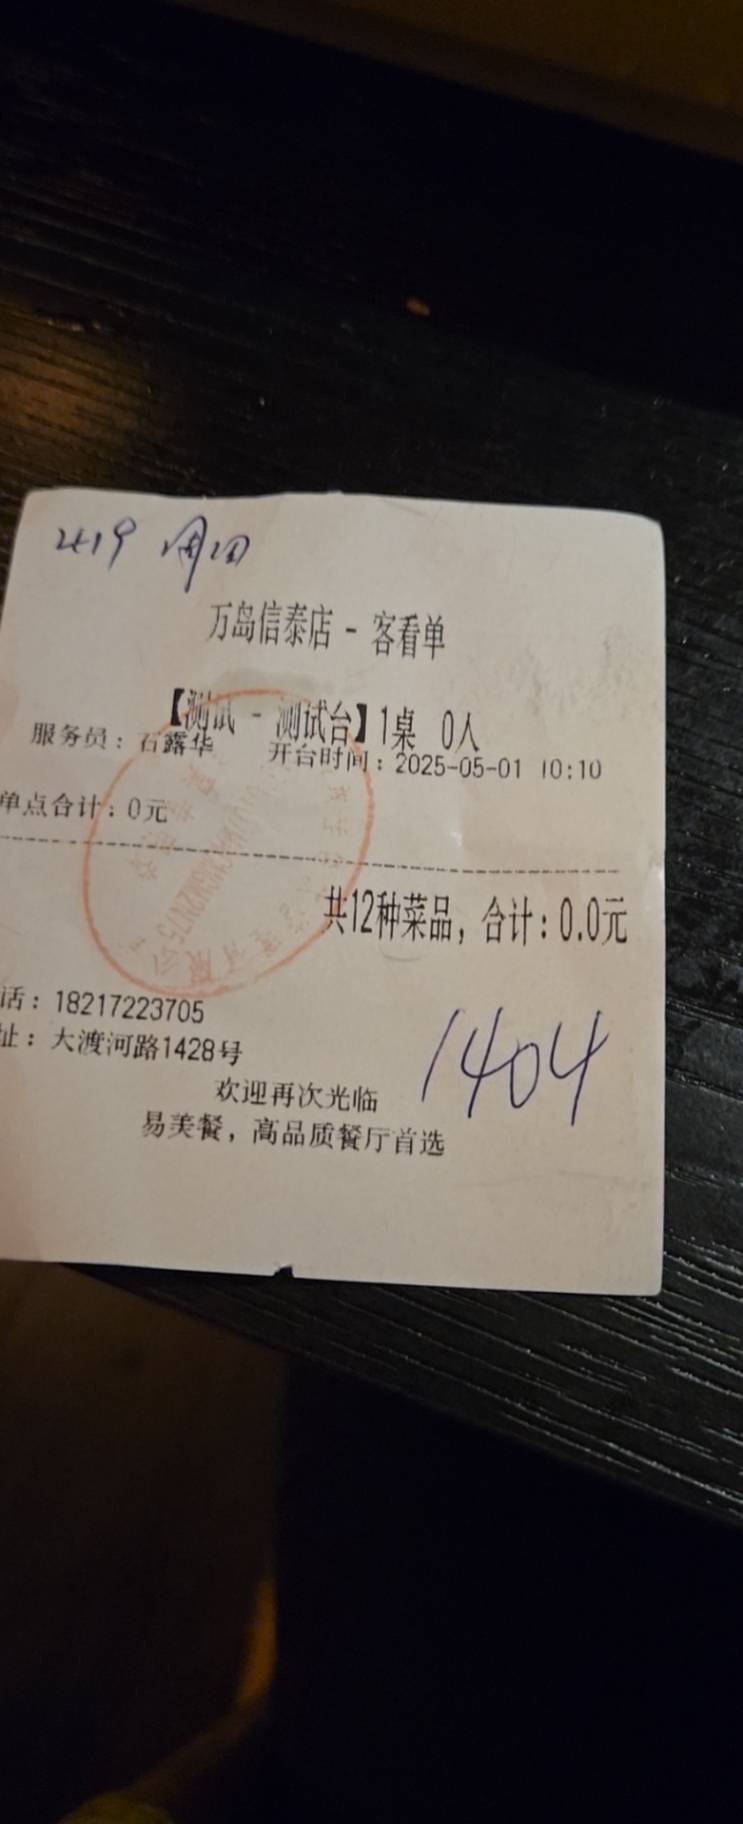 万岛信泰店 - 客看单
【测试 - 测试台】1桌 0人
服务员：石露华 开台时间：2025-05-01 10:10
单点合计：0元
共12种菜品，合计：0.0元
话：18217223705
址：大渡河路1428号
1404
欢迎再次光临
易美餐，高品质餐厅首选